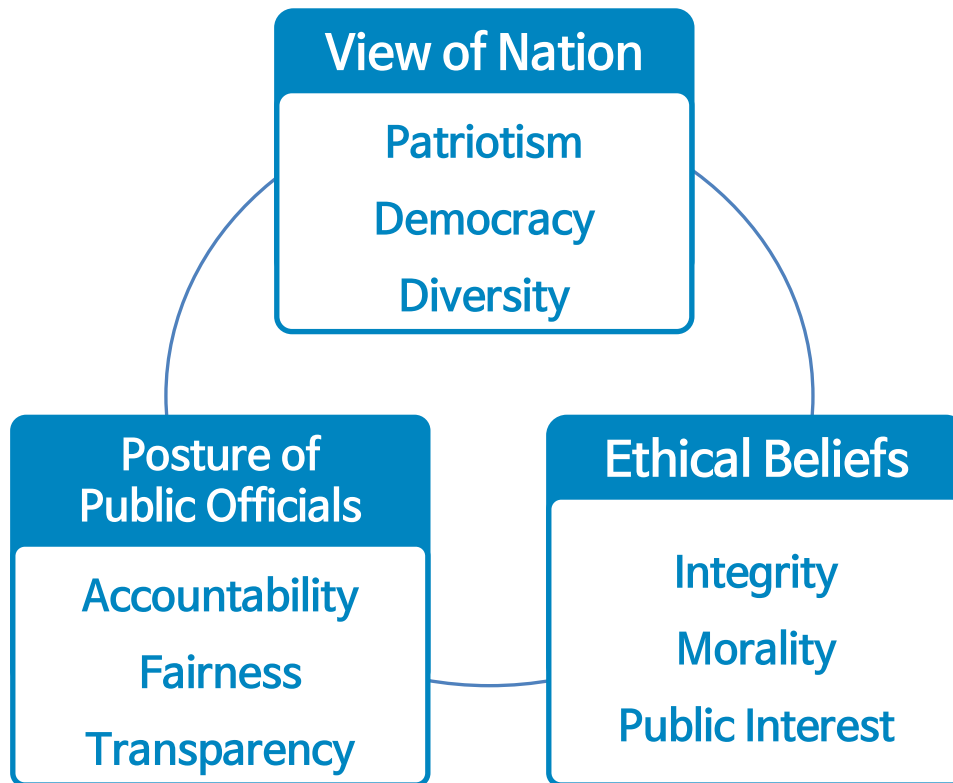 View of Nation
Patriotism
Democracy
Diversity
Posture of
Public Officials
Accountability
Fairness
Transparency
Ethical Beliefs
Integrity
Morality
Public Interest